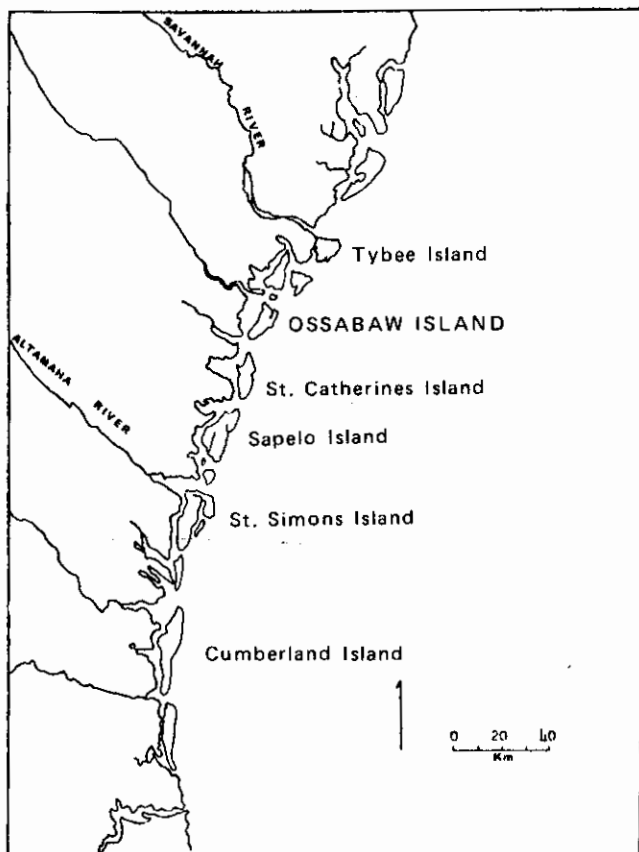 SAVANNAH
RIVER
Tybee Island
OSSABAW ISLAND
ALTAMAHA
RIVER
St. Catherines Island
Sapelo Island
St. Simons Island
Cumberland Island
0 20 40
Km